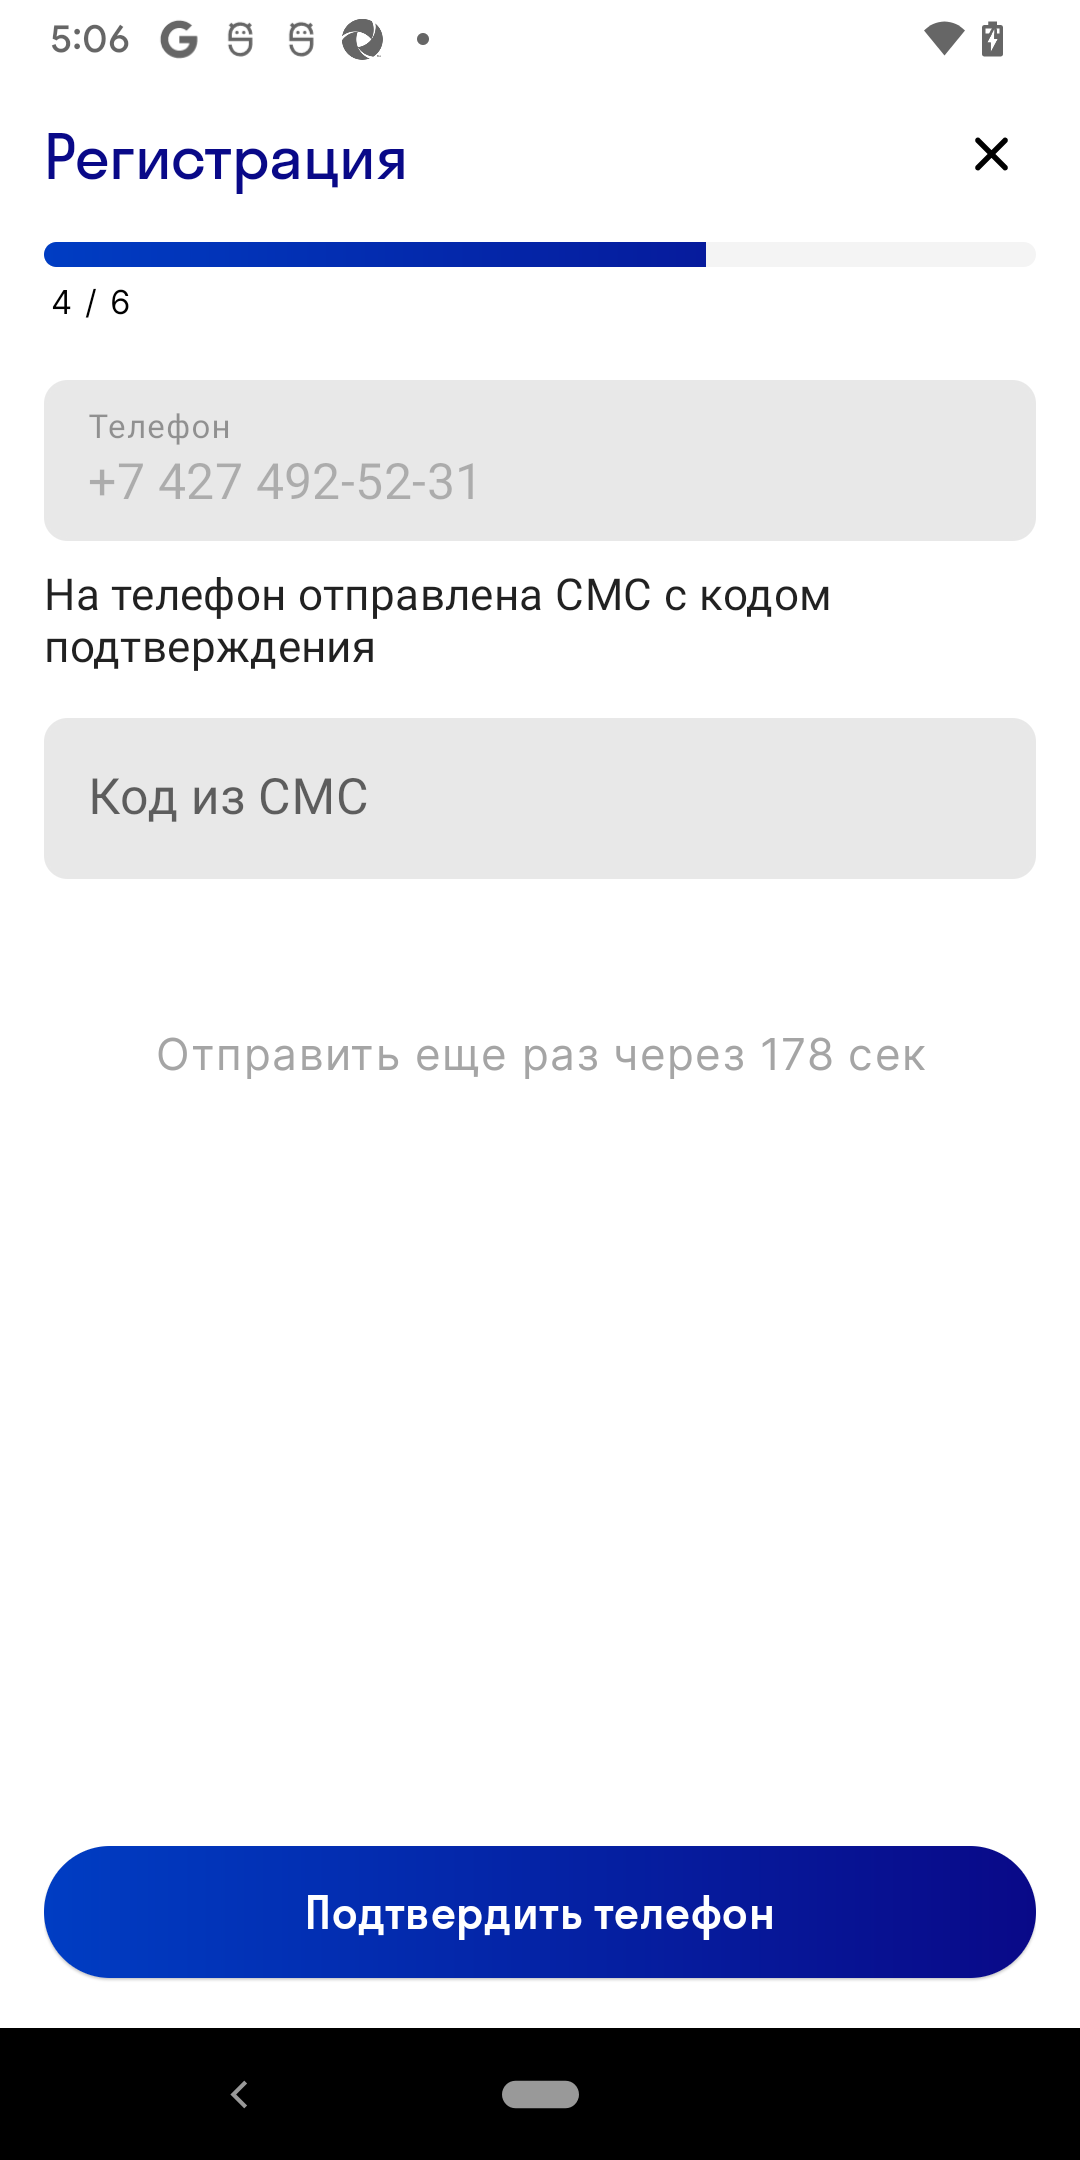 5:06
Регистрация
4 / 6
Телефон
+7 427 492-52-31
На телефон отправлена СМС с кодом
подтверждения
Код из СМС
Отправить еще раз через 178 сек
Подтвердить телефон